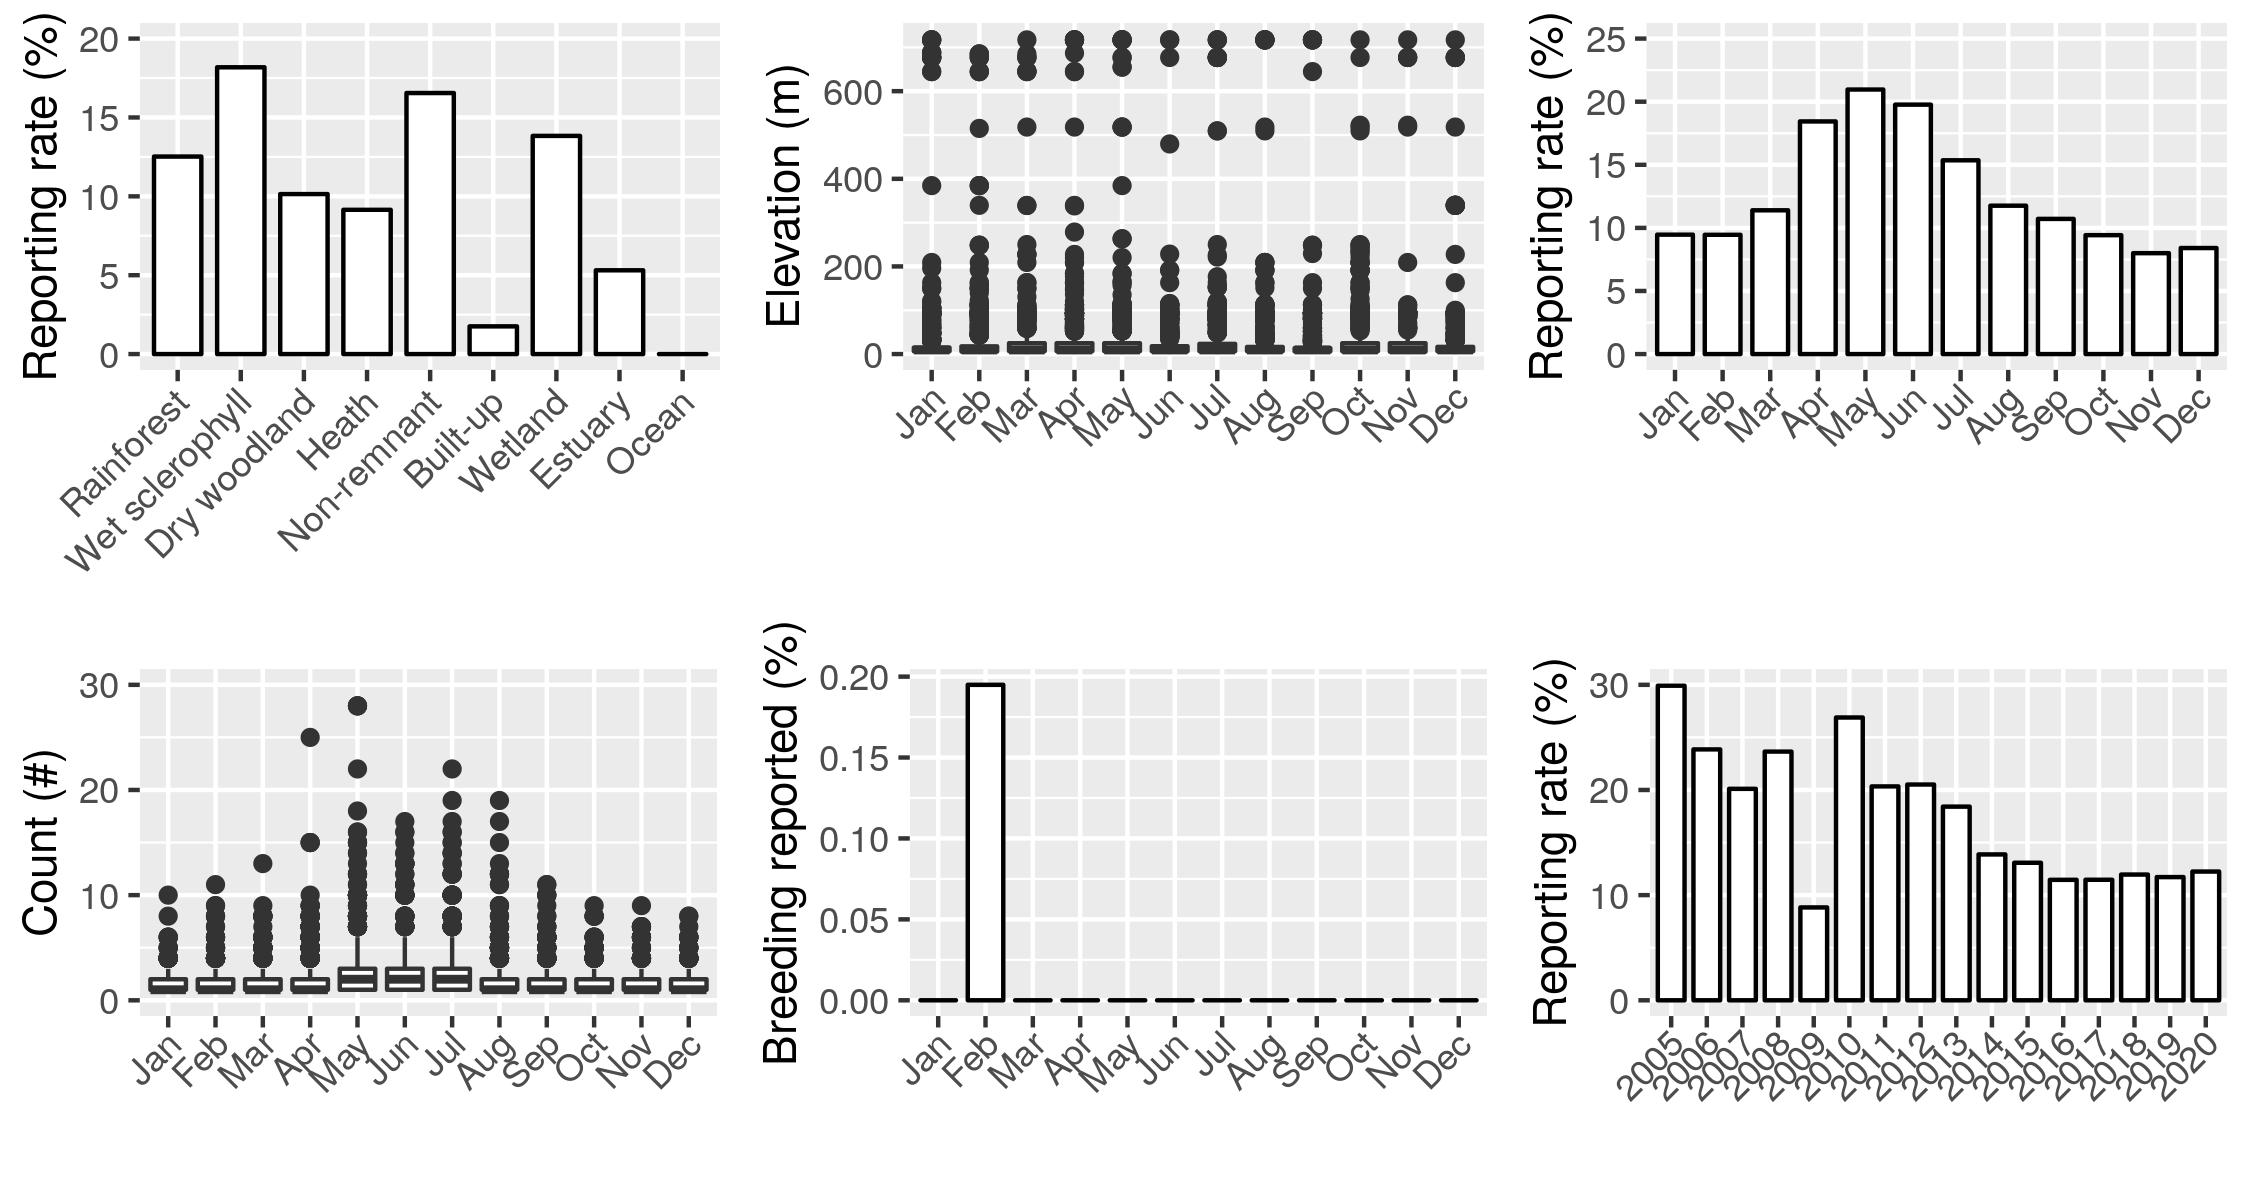 Reporting rate (%)
20
15
10
5
0
Rainforest
Wet sclerophyll
Dry woodland
Heath
Non-remnant
Built-up
Wetland
Estuary
Ocean
Elevation (m)
600
400
200
0
Jan
Feb
Mar
Apr
May
Jun
Jul
Aug
Sep
Oct
Nov
Dec
Reporting rate (%)
25
20
15
10
5
0
Jan
Feb
Mar
Apr
May
Jun
Jul
Aug
Sep
Oct
Nov
Dec
Count (#)
30
20
10
0
Jan
Feb
Mar
Apr
May
Jun
Jul
Aug
Sep
Oct
Nov
Dec
Breeding reported (%)
0.20
0.15
0.10
0.05
0.00
Jan
Feb
Mar
Apr
May
Jun
Jul
Aug
Sep
Oct
Nov
Dec
Reporting rate (%)
30
20
10
0
2005
2006
2007
2008
2009
2010
2011
2012
2013
2014
2015
2016
2017
2018
2019
2020